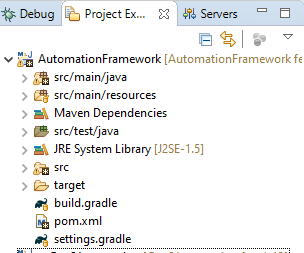 Debug Project Ex... Servers
AutomationFramework [AutomationFramework fe
src/main/java
src/main/resources
Maven Dependencies
src/test/java
JRE System Library [J2SE-1.5]
src
target
build.gradle
pom.xml
settings.gradle